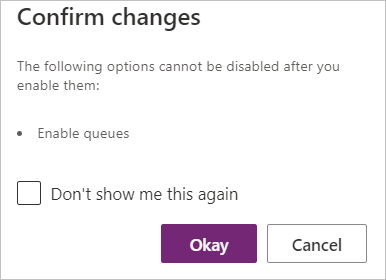 Confirm changes
The following options cannot be disabled after you
enable them:
• Enable queues
Don't show me this again
Okay
Cancel